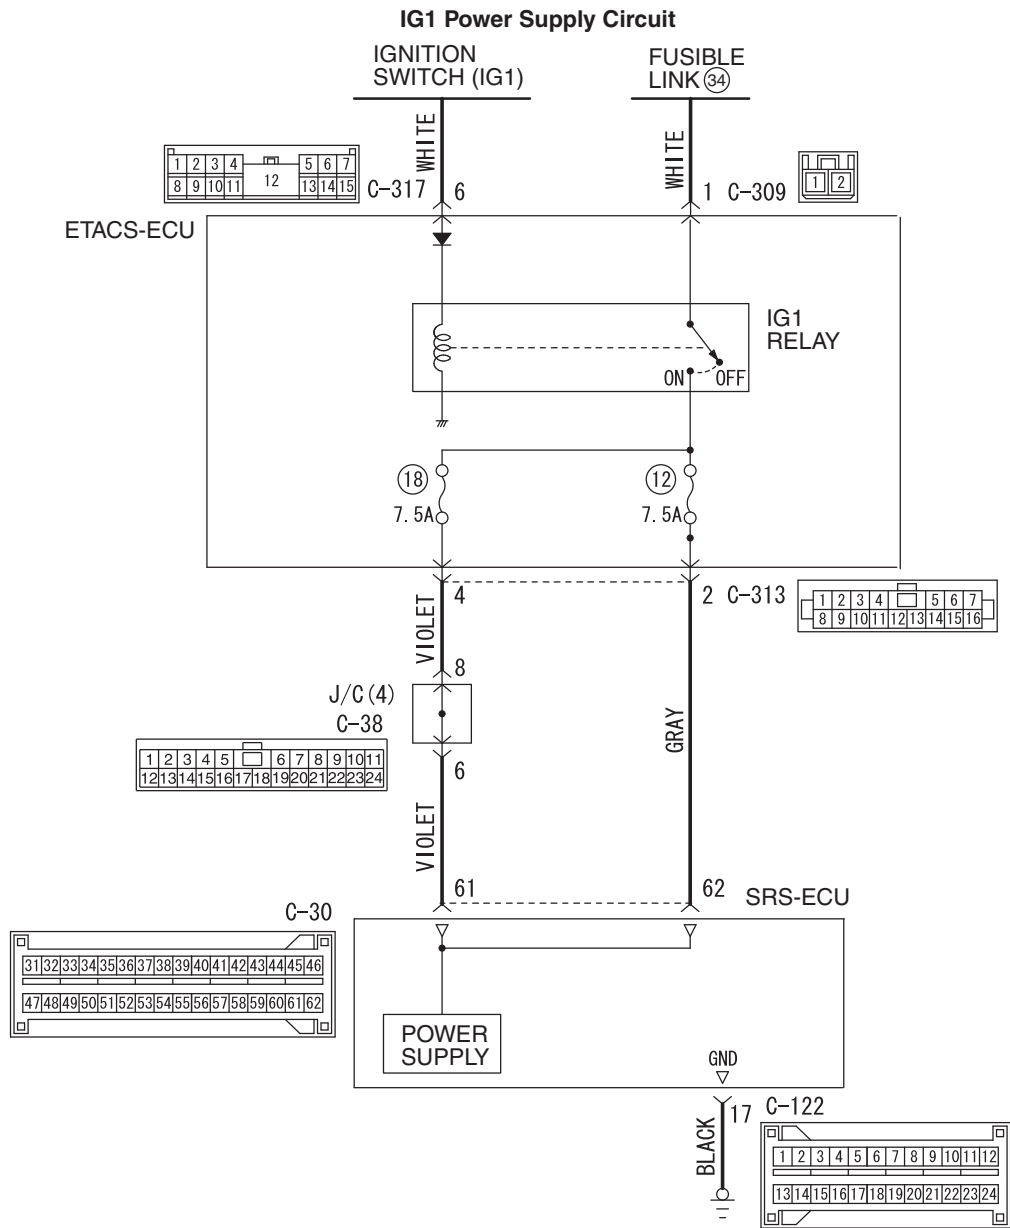 IG1 Power Supply Circuit
IGNITION
SWITCH (IG1)
FUSIBLE
LINK 34
WHITE
WHITE
1 2 3 4 5 6 7
8 9 10 11 12 13 14 15
C-317 6
1 C-309
1 2
ETACS-ECU
IG1
RELAY
ON OFF
18
7.5A
12
7.5A
4
2 C-313
1 2 3 4 5 6 7
8 9 10 11 12 13 14 15 16
VIOLET
8
J/C(4)
C-38
GRAY
1 2 3 4 5 6 7 8 9 10 11
12 13 14 15 16 17 18 19 20 21 22 23 24
6
VIOLET
61
62
SRS-ECU
C-30
31 32 33 34 35 36 37 38 39 40 41 42 43 44 45 46
47 48 49 50 51 52 53 54 55 56 57 58 59 60 61 62
POWER
SUPPLY
GND
17 C-122
BLACK
1 2 3 4 5 6 7 8 9 10 11 12
13 14 15 16 17 18 19 20 21 22 23 24